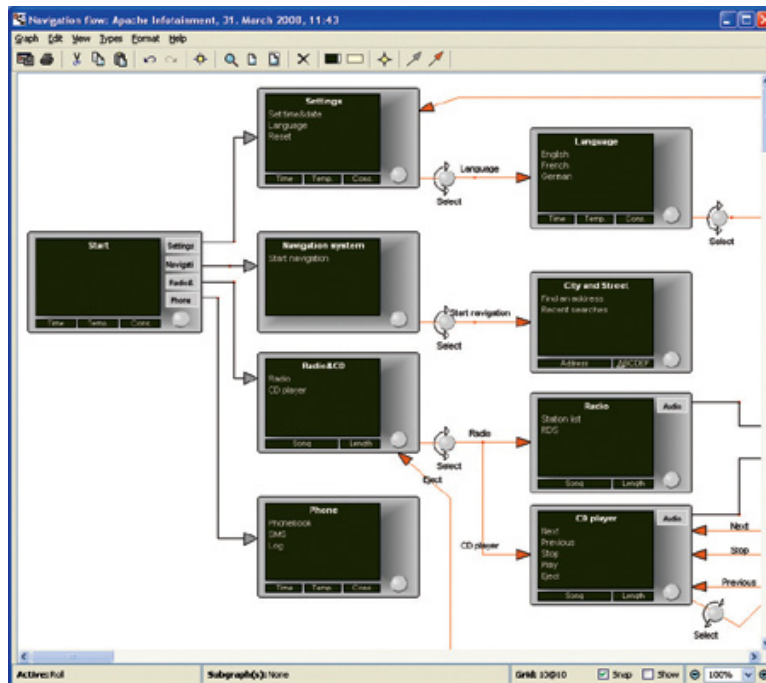 Navigation flow: Apache Infotainment, 31. March 2008, 11:43
Graph Edit View Types Format Help
Settings
Set time&date
Language
Reset
Time Temp. Cons.
Language
Select
Language
English
French
German
Time Temp. Cons.
Select
Start
Settings
Navigati
Radio&
Phone
Time Temp. Cons.
Navigation system
Start navigation
Start navigation
Select
City and Street
Find an address
Recent searches
Address ABCDEF
Radio&CD
Radio
CD player
Song Length
Radio
Select
Eject
Radio
Audio
Station list
RDS
Song Length
Phone
Phonebook
SMS
Log
Time Temp. Cons.
CD player
CD player
Audio
Next
Previous
Stop
Play
Eject
Song Length
Next
Stop
Previous
Select
Active: Roll Subgraph(s): None Grid: 10@10 Snap Show 100%